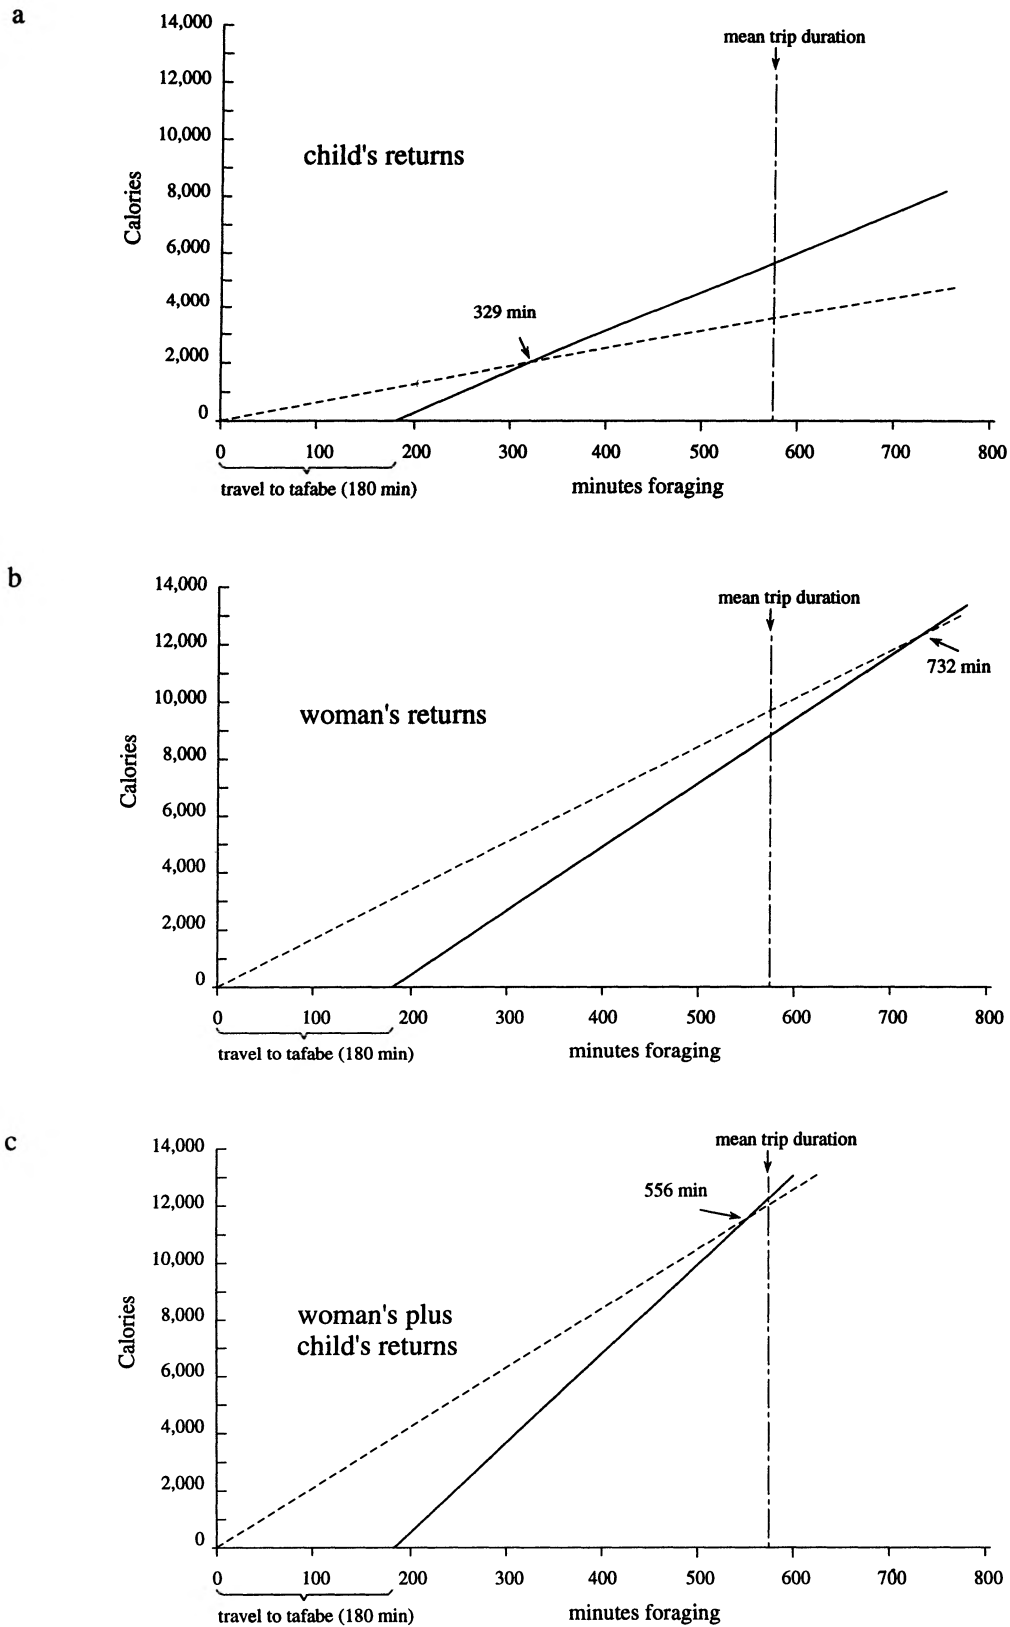 a
14,000
mean trip duration
12,000
10,000
child's returns
8,000
Calories
6,000
4,000
329 min
2,000
0
0 100 200 300 400 500 600 700 800
travel to tafabe (180 min)
minutes foraging
b
14,000
mean trip duration
12,000
732 min
10,000
woman's returns
8,000
Calories
6,000
4,000
2,000
0
0 100 200 300 400 500 600 700 800
travel to tafabe (180 min)
minutes foraging
c
14,000
mean trip duration
556 min
12,000
10,000
8,000
woman's plus
child's returns
Calories
6,000
4,000
2,000
0
0 100 200 300 400 500 600 700 800
travel to tafabe (180 min)
minutes foraging